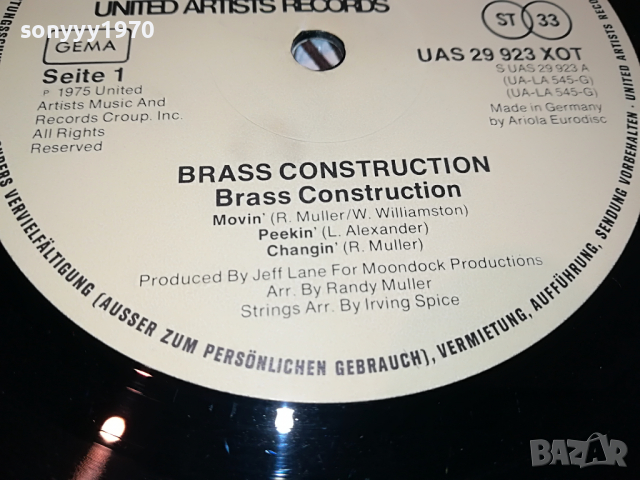 sonyyy1970
UNITED ARTISTS RECORDS
GEMA
ST 33
Seite 1
UAS 29 923 XOT
℗ 1975 United
Artists Music And
Records Croup. Inc.
All Rights
Reserved
S UAS 29 923 A
(UA-LA 545-G)
(UA-LA 545-G)
Made in Germany
by Ariola Eurodisc
BRASS CONSTRUCTION
Brass Construction
Movin' (R. Muller/W. Williamston)
Peekin' (L. Alexander)
Changin' (R. Muller)
Produced By Jeff Lane For Moondock Productions
Arr. By Randy Muller
Strings Arr. By Irving Spice
VERVIELFÄLTIGUNG (AUSSER ZUM PERSÖNLICHEN GEBRAUCH), VERMIETUNG, AUFFÜHRUNG, SENDUNG VORBEHALTEN · UNITED ARTISTS
BAZAR